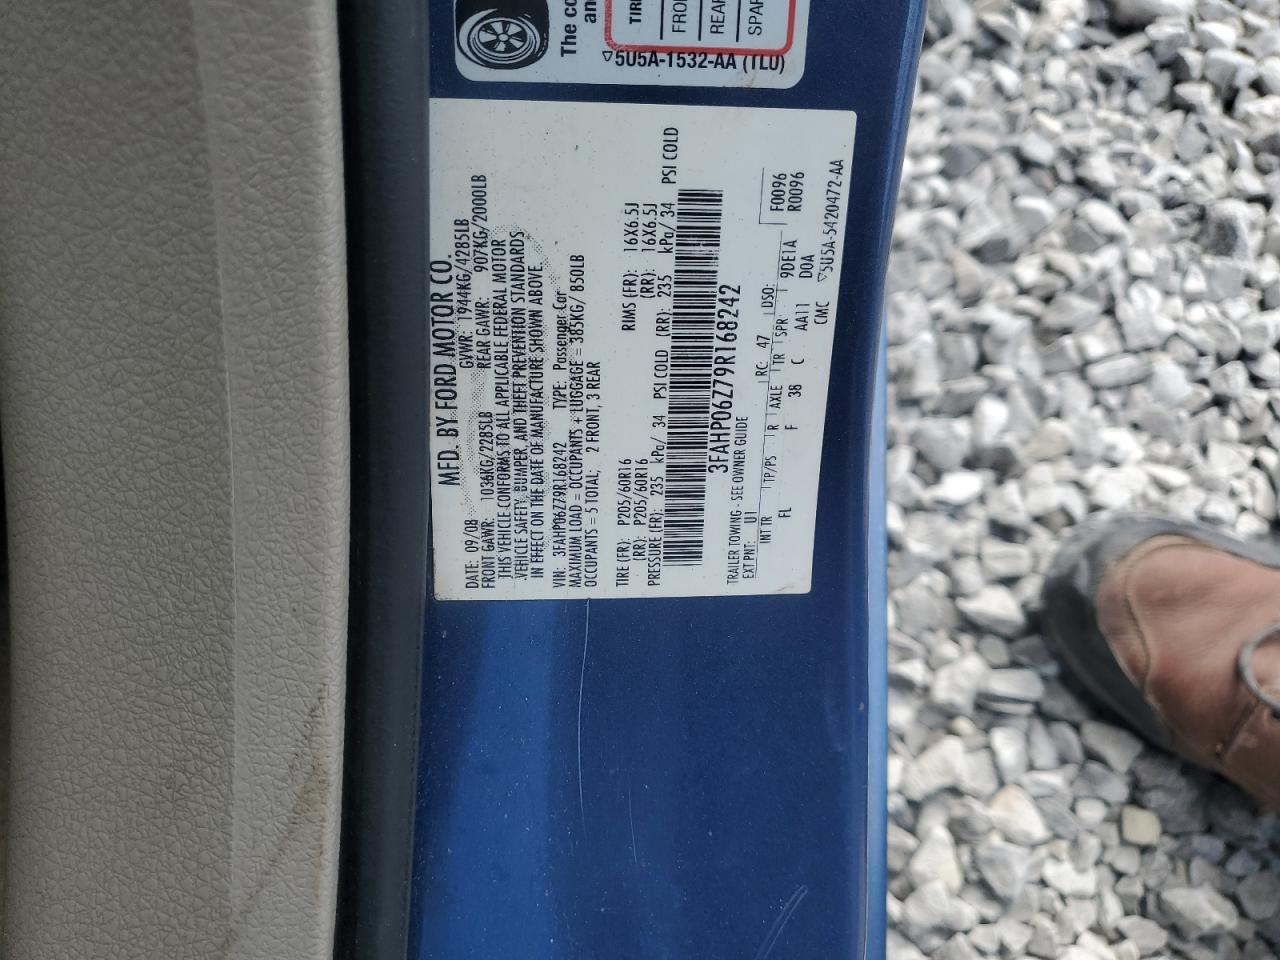 The co
an
TIR
FRO
REA
SPAR
▽5U5A-1532-AA (TLU)
MFD. BY FORD MOTOR CO.
DATE: 09/08 GVWR: 1944KG/4285LB
FRONT GAWR: 1036KG/2285LB REAR GAWR: 907KG/2000LB
THIS VEHICLE CONFORMS TO ALL APPLICABLE FEDERAL MOTOR
VEHICLE SAFETY, BUMPER, AND THEFT PREVENTION STANDARDS
IN EFFECT ON THE DATE OF MANUFACTURE SHOWN ABOVE.
VIN: 3FAHP06Z79R168242 TYPE: Passenger Car
MAXIMUM LOAD = OCCUPANTS + LUGGAGE = 385KG/ 850LB
OCCUPANTS = 5 TOTAL; 2 FRONT, 3 REAR
TIRE (FR): P205/60R16 RIMS (FR): 16X6.5J
(RR): P205/60R16 (RR): 16X6.5J
PRESSURE (FR): 235 kPa/ 34 PSI COLD (RR): 235 kPa/ 34 PSI COLD
3FAHP06Z79R168242
TRAILER TOWING - SEE OWNER GUIDE
EXT PNT: U1 RC: 47 DSO: F0096
INT TR TP/PS R AXLE TR SPR 9DE1A R0096
FL F 38 C AA11 D0A
CMC ▽5U5A-5420472-AA